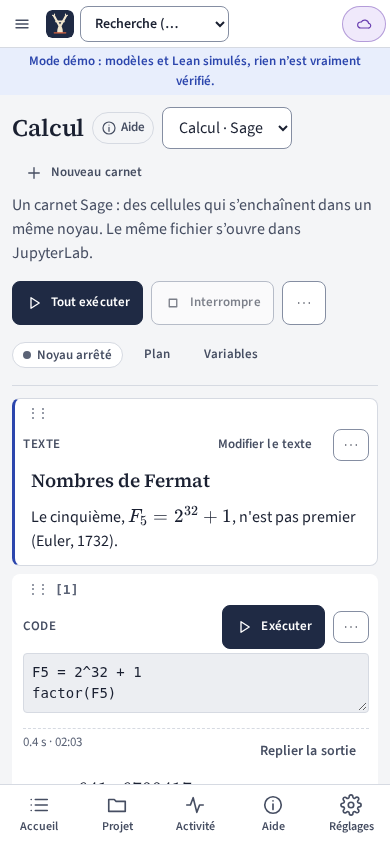 Recherche (…
Mode démo : modèles et Lean simulés, rien n’est vraiment
vérifié.
Calcul
Aide
Calcul · Sage
Nouveau carnet
Un carnet Sage : des cellules qui s’enchaînent dans un
même noyau. Le même fichier s’ouvre dans
JupyterLab.
Tout exécuter
Interrompre
···
Noyau arrêté
Plan
Variables
TEXTE
Modifier le texte
···
Nombres de Fermat
Le cinquième, F₅ = 2³² + 1, n'est pas premier
(Euler, 1732).
[1]
CODE
Exécuter
···
F5 = 2^32 + 1
factor(F5)
0.4 s · 02:03
Replier la sortie
Accueil
Projet
Activité
Aide
Réglages